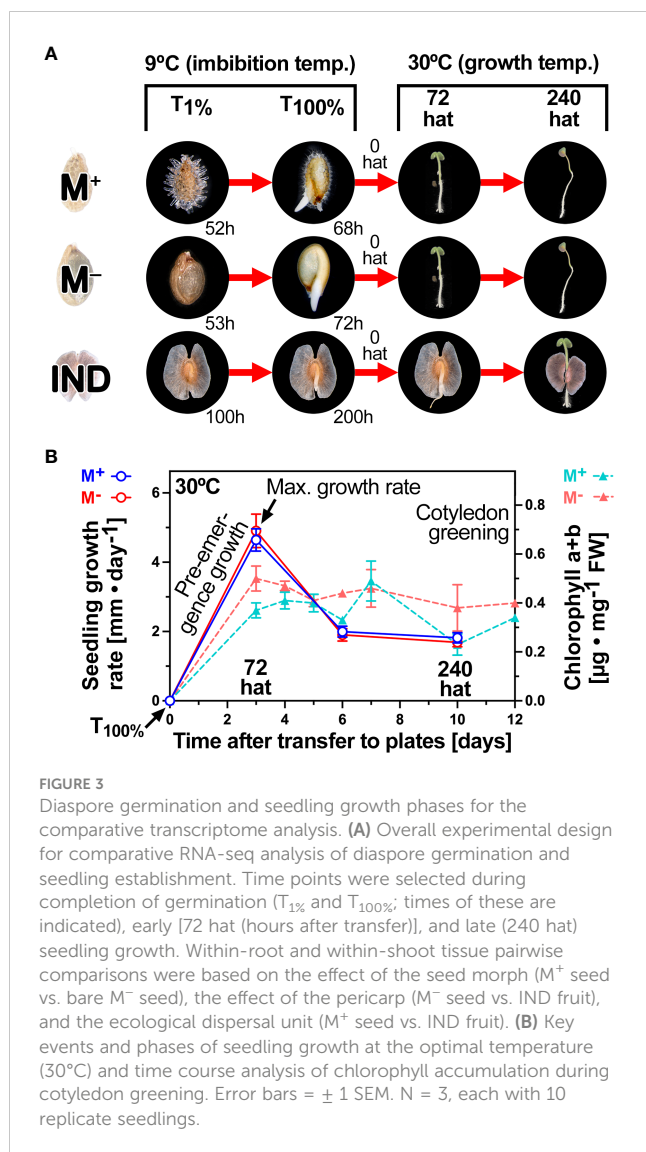 A
9ºC (imbibition temp.)
30ºC (growth temp.)
T1%
T100%
72
hat
240
hat
M+
0
hat
52h
68h
M–
0
hat
53h
72h
IND
0
hat
100h
200h
B
M+
M-
30ºC
Max. growth rate
Cotyledon
greening
M+
M-
Pre-emer-
gence growth
Seedling growth
rate [mm • day-1]
Chlorophyll a+b
[µg • mg-1 FW]
6
4
2
0
0.8
0.6
0.4
0.2
0.0
72
hat
240
hat
T100%
0 2 4 6 8 10 12
Time after transfer to plates [days]
FIGURE 3
Diaspore germination and seedling growth phases for the
comparative transcriptome analysis. (A) Overall experimental design
for comparative RNA-seq analysis of diaspore germination and
seedling establishment. Time points were selected during
completion of germination (T1% and T100%; times of these are
indicated), early [72 hat (hours after transfer)], and late (240 hat)
seedling growth. Within-root and within-shoot tissue pairwise
comparisons were based on the effect of the seed morph (M+ seed
vs. bare M– seed), the effect of the pericarp (M– seed vs. IND fruit),
and the ecological dispersal unit (M+ seed vs. IND fruit). (B) Key
events and phases of seedling growth at the optimal temperature
(30°C) and time course analysis of chlorophyll accumulation during
cotyledon greening. Error bars = ± 1 SEM. N = 3, each with 10
replicate seedlings.